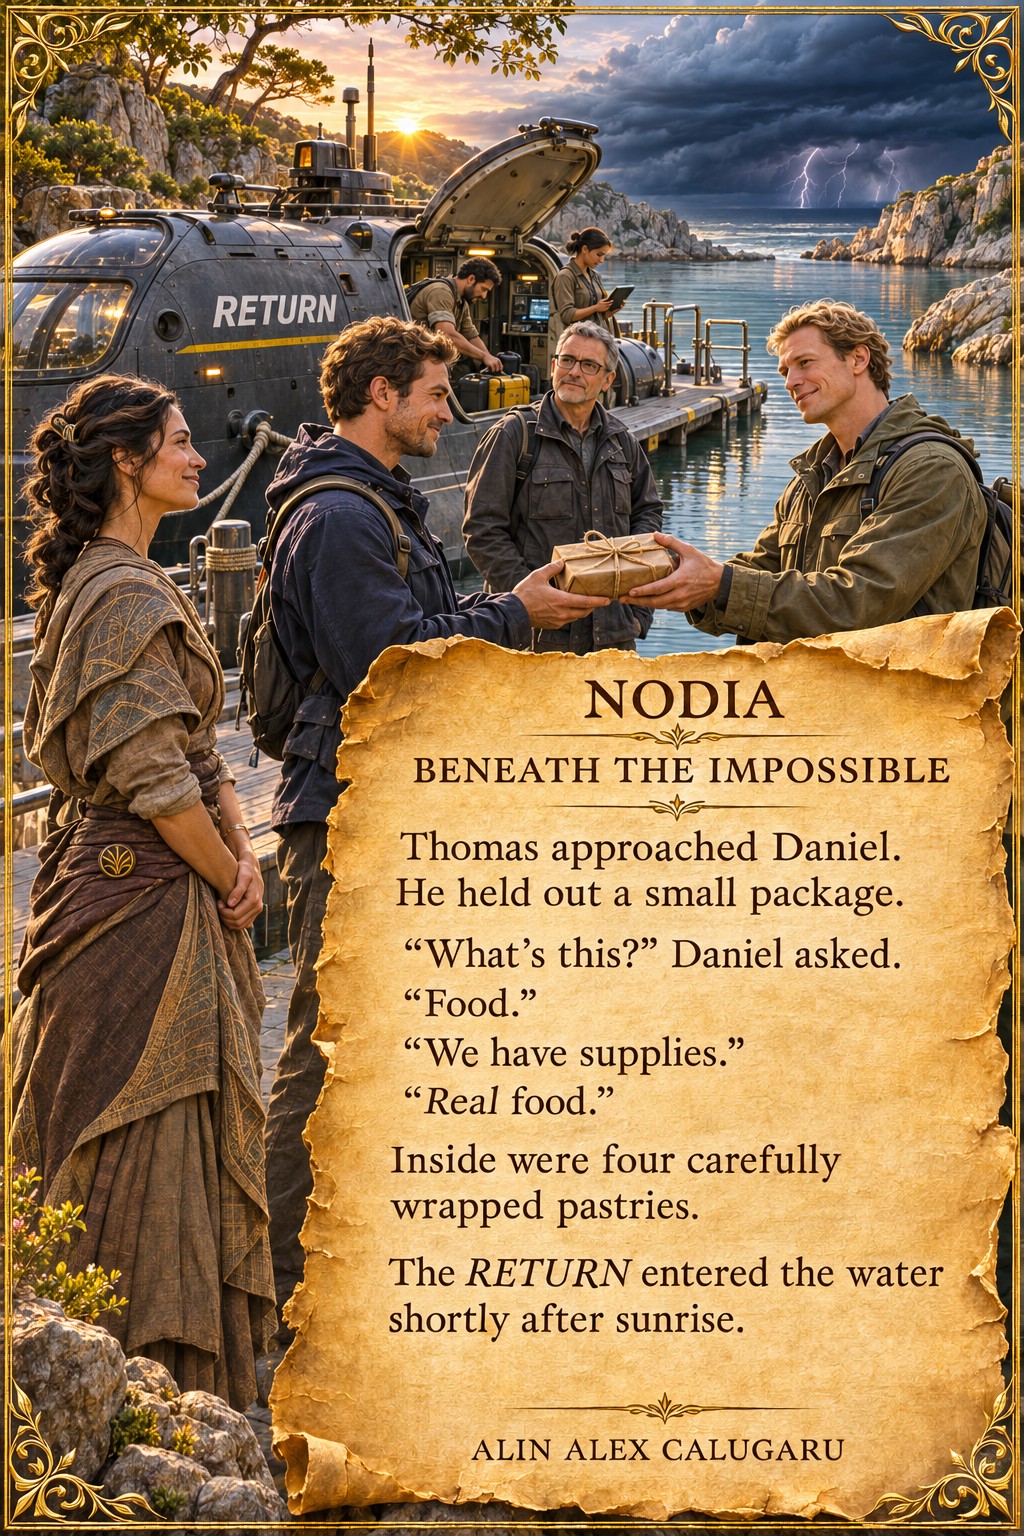 RETURN
NODIA
BENEATH THE IMPOSSIBLE
Thomas approached Daniel.
He held out a small package.
“What’s this?” Daniel asked.
“Food.”
“We have supplies.”
“Real food.”
Inside were four carefully
wrapped pastries.
The RETURN entered the water
shortly after sunrise.
ALIN ALEX CALUGARU